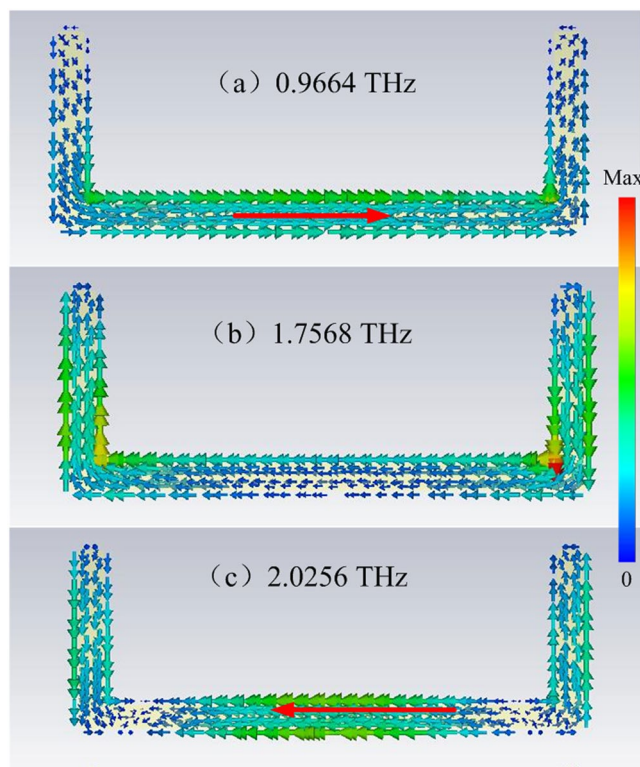 （a）0.9664 THz
Max
（b）1.7568 THz
（c）2.0256 THz
0